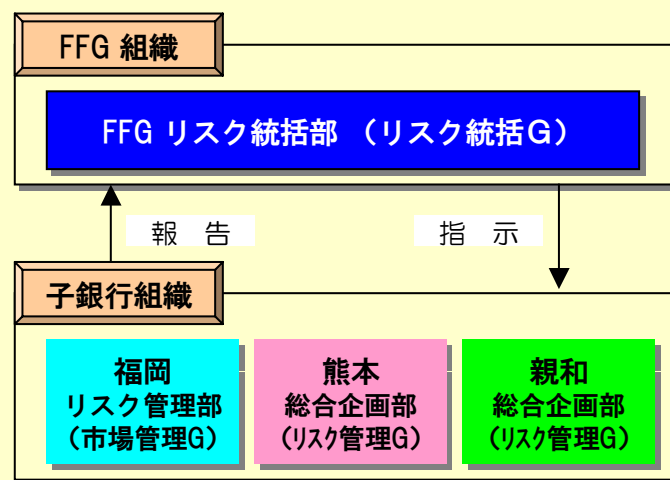 FFG 組織
FFG リスク統括部 （リスク統括G）
報 告
指 示
子銀行組織
福岡
リスク管理部
（市場管理G）
熊本
総合企画部
（ﾘｽｸ管理G）
親和
総合企画部
（ﾘｽｸ管理G）